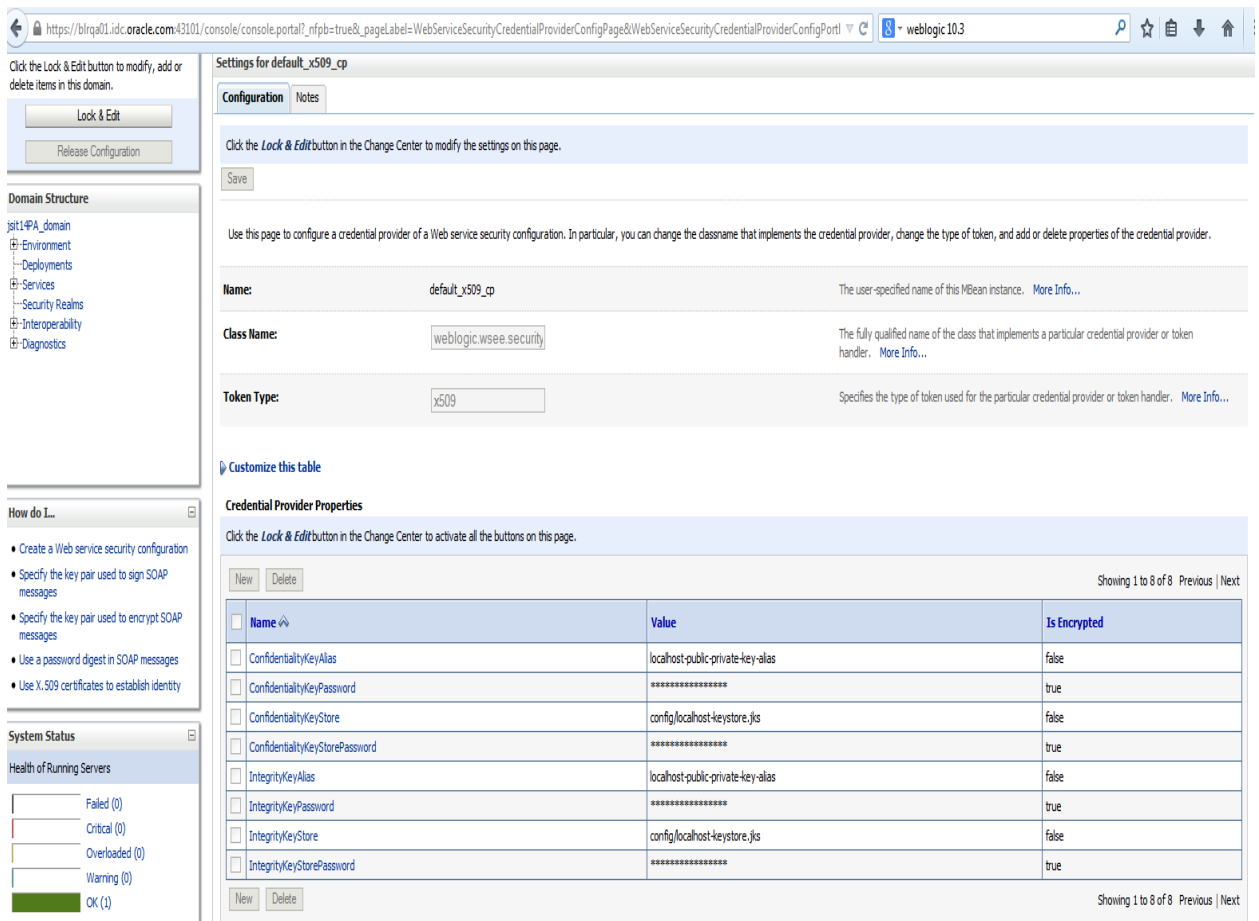 https://blrqa01.idc.oracle.com:43101/console/console.portal?_nfpb=true&_pageLabel=WebServiceSecurityCredentialProviderConfigPage&WebServiceSecurityCredentialProviderConfigPortl
weblogic 10.3
Click the Lock & Edit button to modify, add or
delete items in this domain.
Lock & Edit
Release Configuration
Domain Structure
jsit14PA_domain
Environment
Deployments
Services
Security Realms
Interoperability
Diagnostics
How do I...
Create a Web service security configuration
Specify the key pair used to sign SOAP
messages
Specify the key pair used to encrypt SOAP
messages
Use a password digest in SOAP messages
Use X.509 certificates to establish identity
System Status
Health of Running Servers
Failed (0)
Critical (0)
Overloaded (0)
Warning (0)
OK (1)
Settings for default_x509_cp
Configuration Notes
Click the Lock & Edit button in the Change Center to modify the settings on this page.
Save
Use this page to configure a credential provider of a Web service security configuration. In particular, you can change the classname that implements the credential provider, change the type of token, and add or delete properties of the credential provider.
Name: default_x509_cp The user-specified name of this MBean instance. More Info...
Class Name: weblogic.wsee.security The fully qualified name of the class that implements a particular credential provider or token
handler. More Info...
Token Type: x509 Specifies the type of token used for the particular credential provider or token handler. More Info...
Customize this table
Credential Provider Properties
Click the Lock & Edit button in the Change Center to activate all the buttons on this page.
New Delete Showing 1 to 8 of 8 Previous | Next
Name Value Is Encrypted
ConfidentialityKeyAlias localhost-public-private-key-alias false
ConfidentialityKeyPassword **************** true
ConfidentialityKeyStore config/localhost-keystore.jks false
ConfidentialityKeyStorePassword **************** true
IntegrityKeyAlias localhost-public-private-key-alias false
IntegrityKeyPassword **************** true
IntegrityKeyStore config/localhost-keystore.jks false
IntegrityKeyStorePassword **************** true
New Delete Showing 1 to 8 of 8 Previous | Next